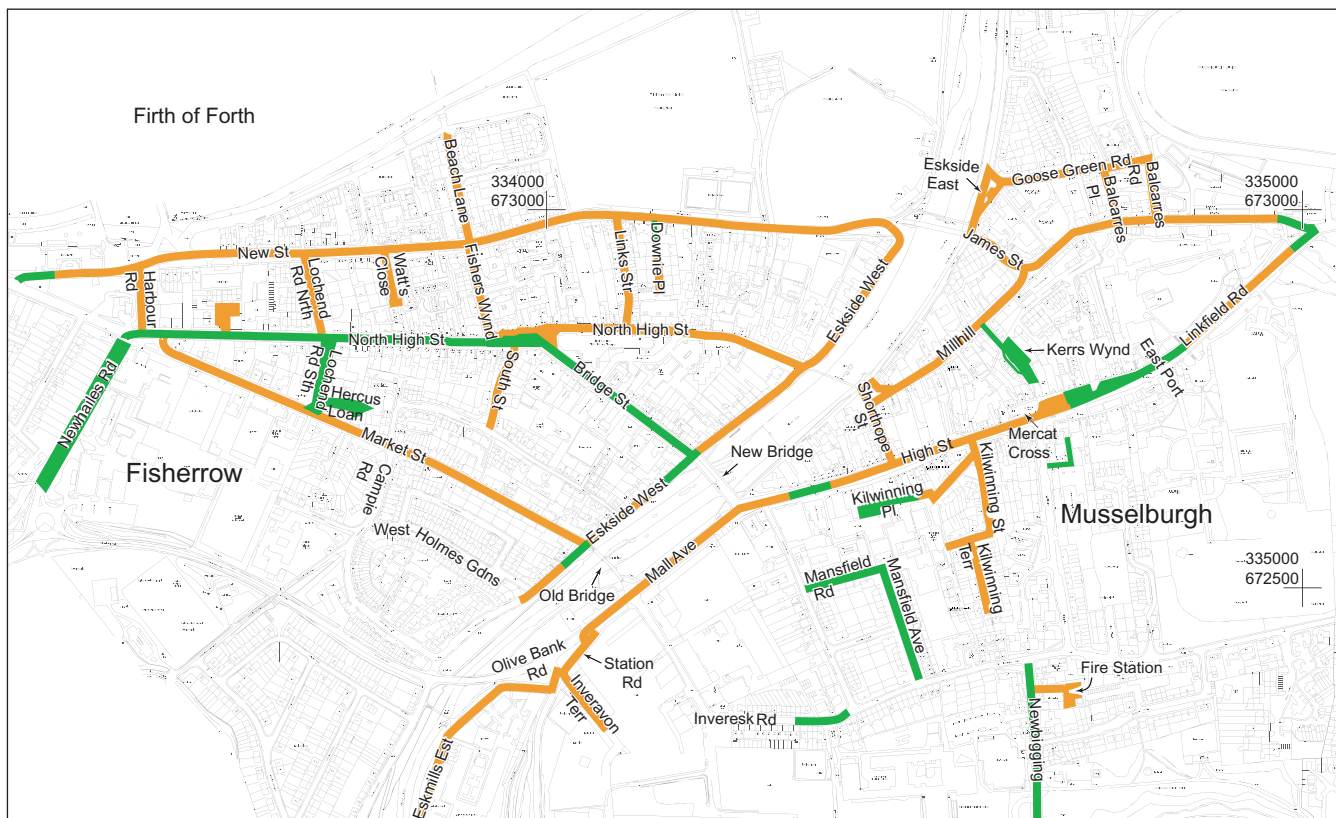 Firth of Forth
Beach Lane
334000
673000
Eskside
East
Goose Green Rd
Balcarres
Rd
Balcarres
Pl
335000
673000
New St
Harbour
Rd
Lochend
Rd Nrth
Watt's
Close
Fishers Wynd
Links Str
Downie Pl
Eskside West
James St
Millhill
Linkfield Rd
North High St
North High St
South St
Bridge St
Kerrs Wynd
East Port
Newhailes Rd
Lochend
Rd Sth
Hercus
Loan
Market St
Shorthope
St
High St
Mercat
Cross
New Bridge
Fisherrow
Campie
Rd
Eskside West
Kilwinning
Pl
Kilwinning St
Musselburgh
West Holmes Gdns
Mall Ave
Kilwinning
Terr
335000
672500
Old Bridge
Mansfield
Rd
Mansfield Ave
Olive Bank
Rd
Station
Rd
Fire Station
Inveravon
Terr
Inveresk Rd
Newbigging
Eskmills Est